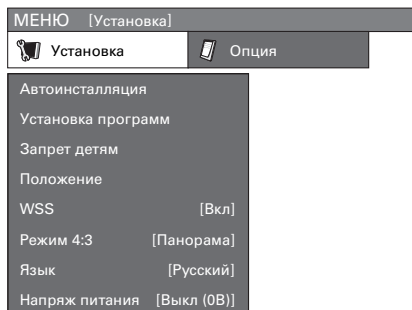 МЕНЮ [Установка]
Установка Опция
Автоинсталляция
Установка программ
Запрет детям
Положение
WSS [Вкл]
Режим 4:3 [Панорама]
Язык [Русский]
Напряж питания [Выкл (0В)]